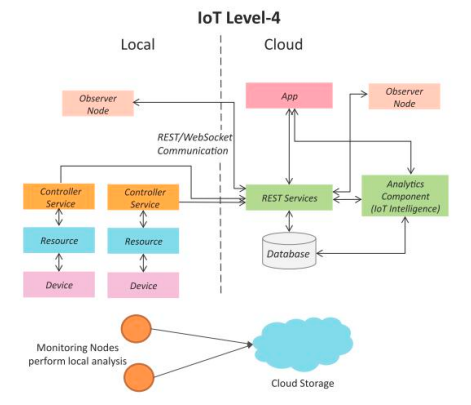 IoT Level-4
Local
Cloud
Observer
Node
App
Observer
Node
REST/WebSocket
Communication
Controller
Service
Controller
Service
REST Services
Analytics
Component
(IoT Intelligence)
Resource
Resource
Database
Device
Device
Monitoring Nodes
perform local analysis
Cloud Storage